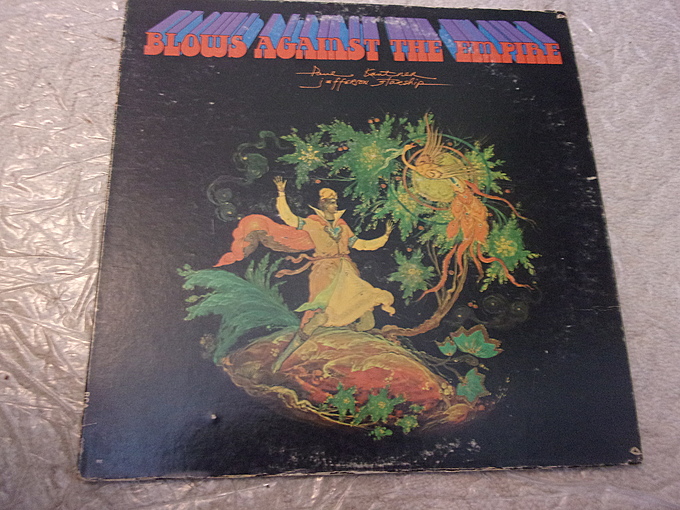 BLOWS AGAINST THE EMPIRE
Paul Kantner
Jefferson Starship